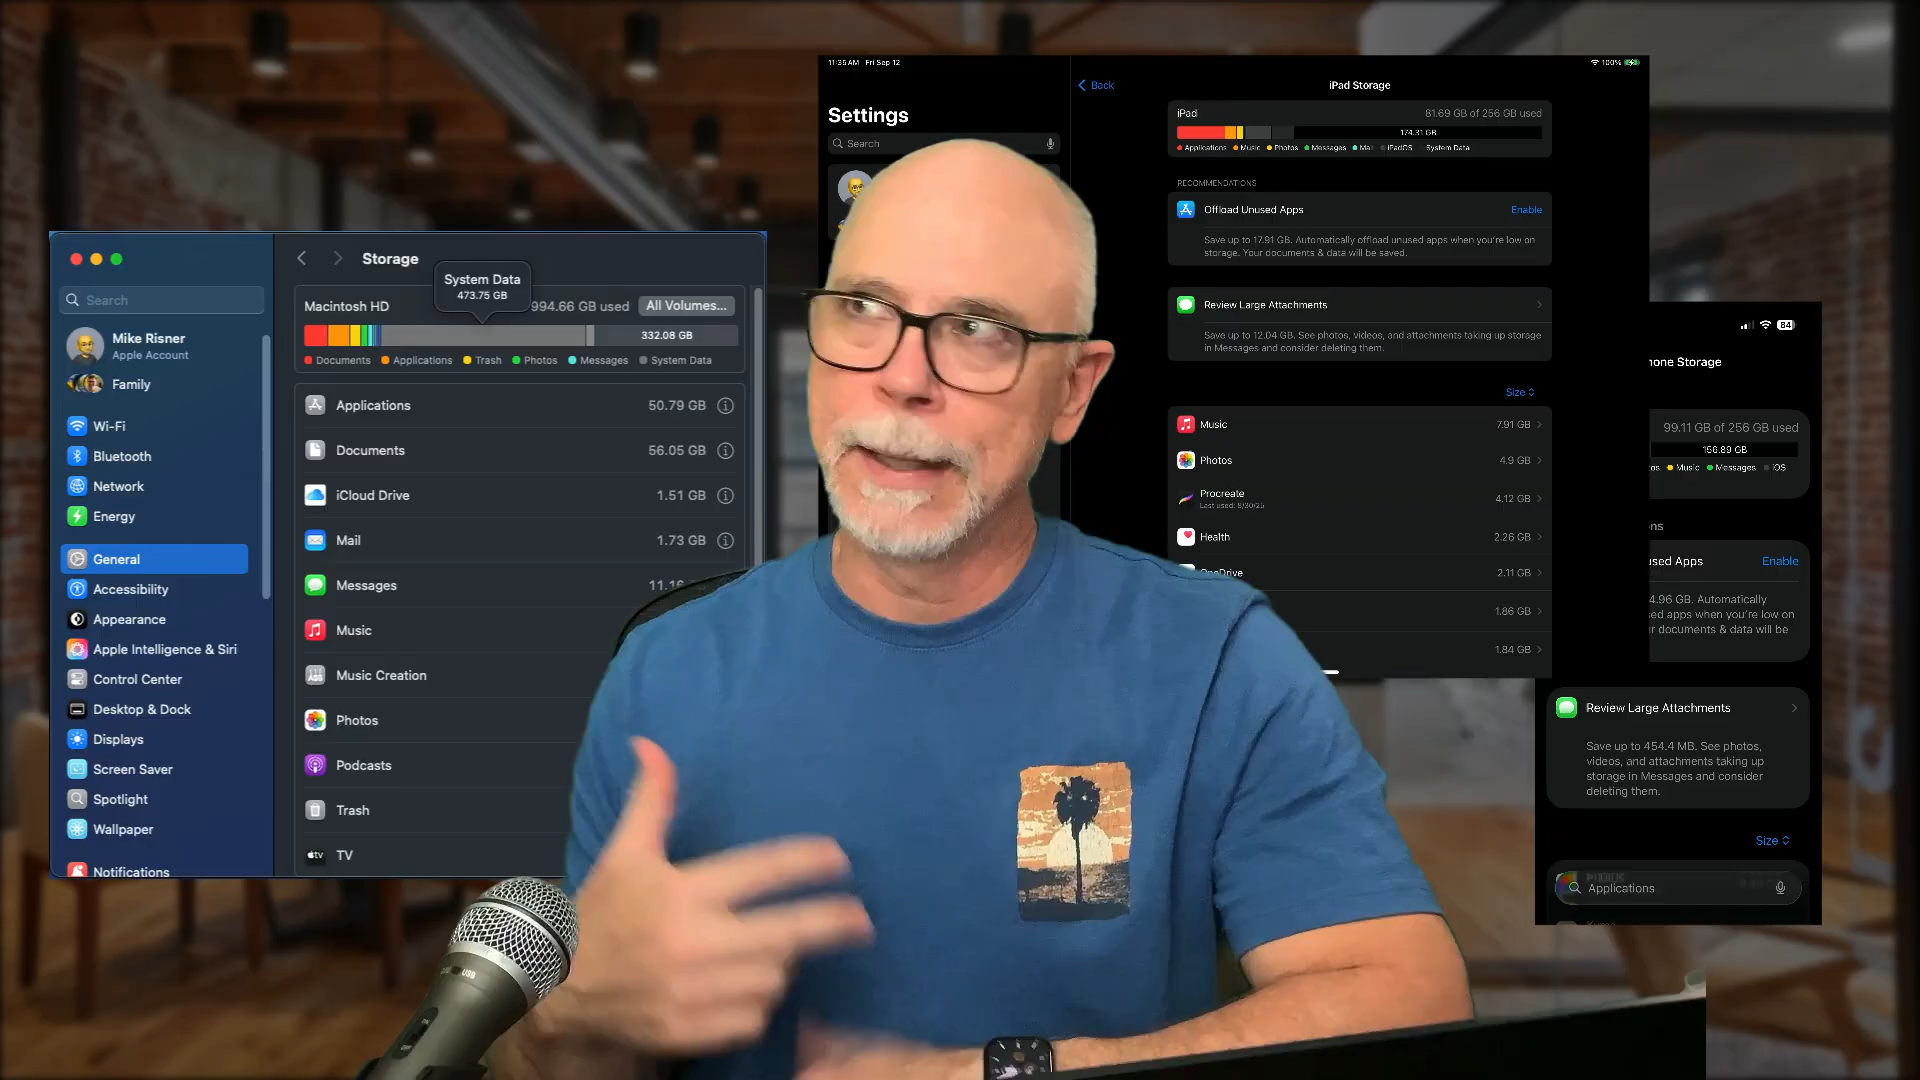 Storage
System Data
473.75 GB
Macintosh HD
994.66 GB used
All Volumes...
332.08 GB
Documents
Applications
Trash
Photos
Messages
System Data
Search
Mike Risner
Apple Account
Family
Wi-Fi
Bluetooth
Network
Energy
General
Accessibility
Appearance
Apple Intelligence & Siri
Control Center
Desktop & Dock
Displays
Screen Saver
Spotlight
Wallpaper
Notifications
Applications 50.79 GB
Documents 56.05 GB
iCloud Drive 1.51 GB
Mail 1.73 GB
Messages
Music
Music Creation
Photos
Podcasts
Trash
tv TV
USB
11:35 AM Fri Sep 12
100%
Settings
Search
Back
iPad Storage
iPad 81.69 GB of 256 GB used
174.31 GB
Applications Music Photos Messages Mail iPadOS System Data
RECOMMENDATIONS
Offload Unused Apps Enable
Save up to 17.91 GB. Automatically offload unused apps when you're low on
storage. Your documents & data will be saved.
Review Large Attachments
Save up to 12.04 GB. See photos, videos, and attachments taking up
storage in Messages and consider deleting them.
Size
Music 7.91 GB
Photos 4.9 GB
Procreate 4.12 GB
Last used: 8/30/25
Health 2.26 GB
OneDrive 2.11 GB
1.86 GB
1.84 GB
84
hone Storage
99.11 GB of 256 GB used
156.89 GB
os Music Messages iOS
ns
used Apps Enable
4.96 GB. Automatically
ed apps when you're low on
r documents & data will be
Review Large Attachments
Save up to 454.4 MB. See photos,
videos, and attachments taking up
storage in Messages and consider
deleting them.
Size
Applications